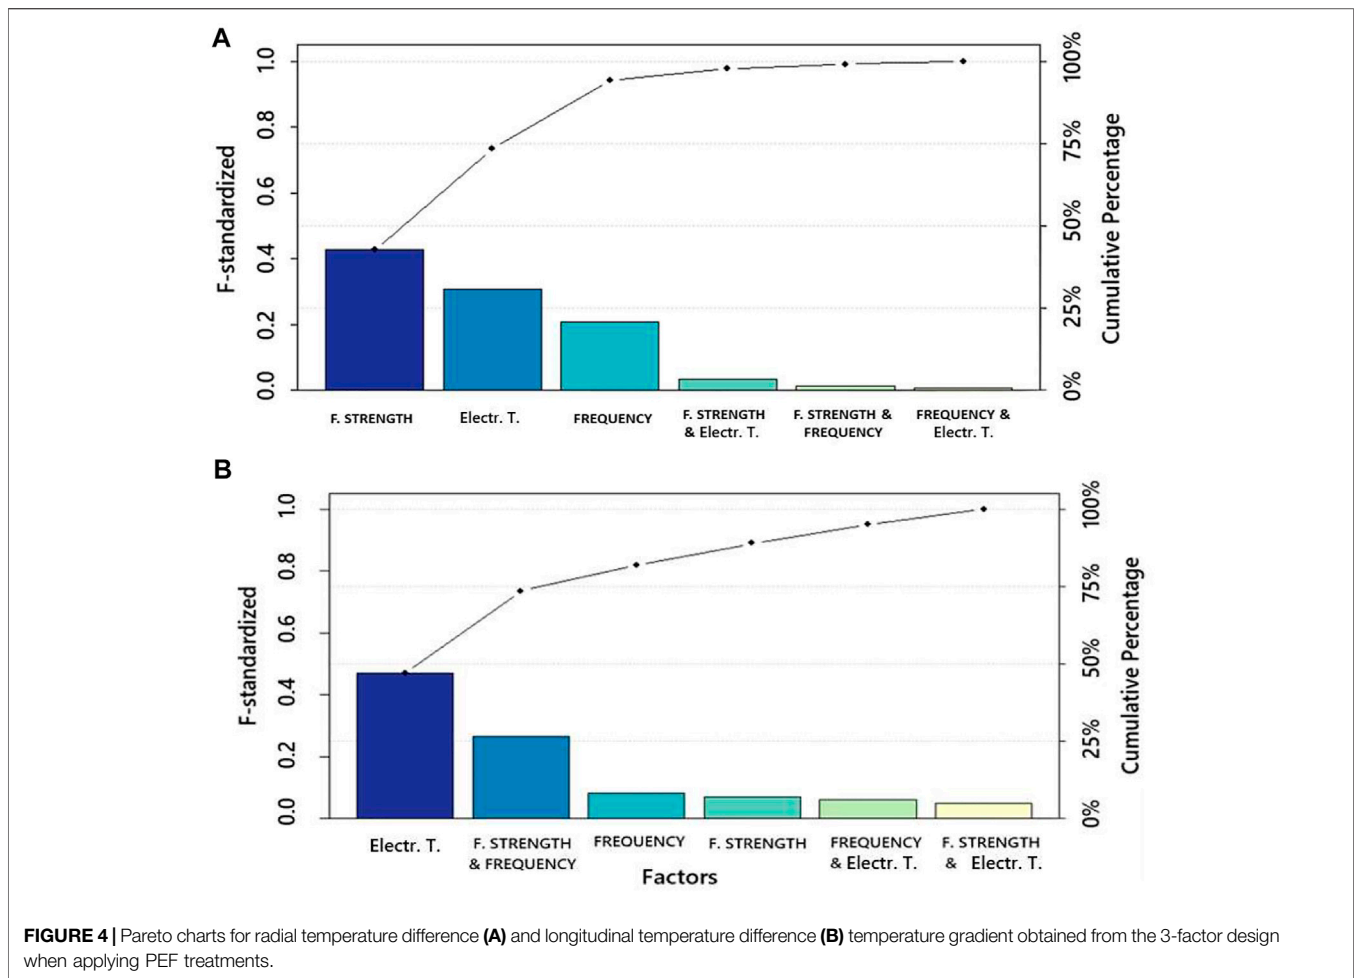 A
F-standardized
0.0 0.2 0.4 0.6 0.8 1.0
0% 25% 50% 75% 100%
Cumulative Percentage
F. STRENGTH
Electr. T.
FREQUENCY
F. STRENGTH
& Electr. T.
F. STRENGTH &
FREQUENCY
FREQUENCY &
Electr. T.
B
F-standardized
0.0 0.2 0.4 0.6 0.8 1.0
0% 25% 50% 75% 100%
Cumulative Percentage
Electr. T.
F. STRENGTH
& FREQUENCY
FREQUENCY
F. STRENGTH
FREQUENCY
& Electr. T.
F. STRENGTH
& Electr. T.
Factors
FIGURE 4 | Pareto charts for radial temperature difference (A) and longitudinal temperature difference (B) temperature gradient obtained from the 3-factor design
when applying PEF treatments.